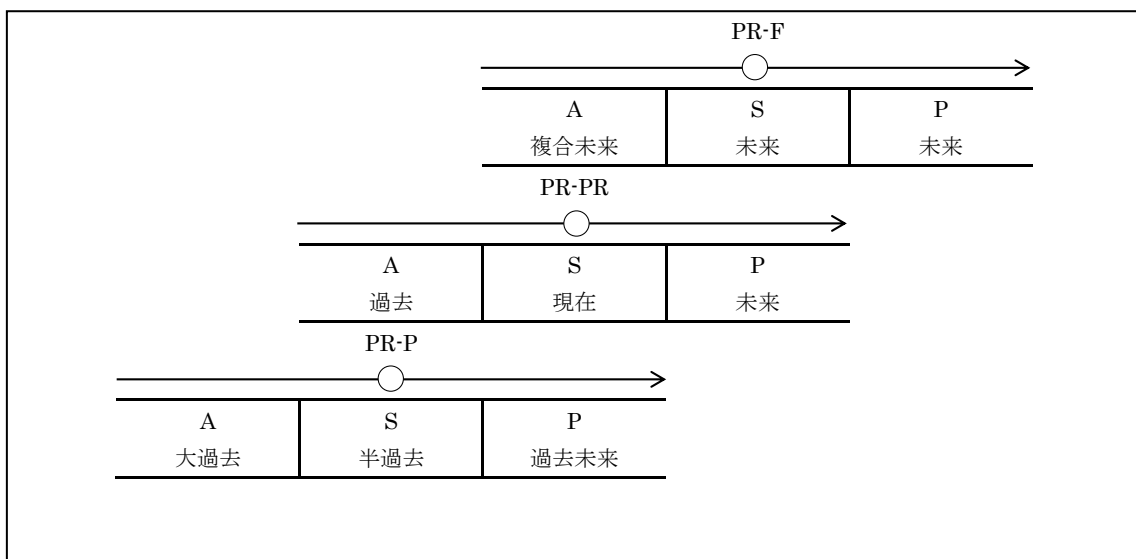 PR-F
A S P
複合未来 未来 未来
PR-PR
A S P
過去 現在 未来
PR-P
A S P
大過去 半過去 過去未来